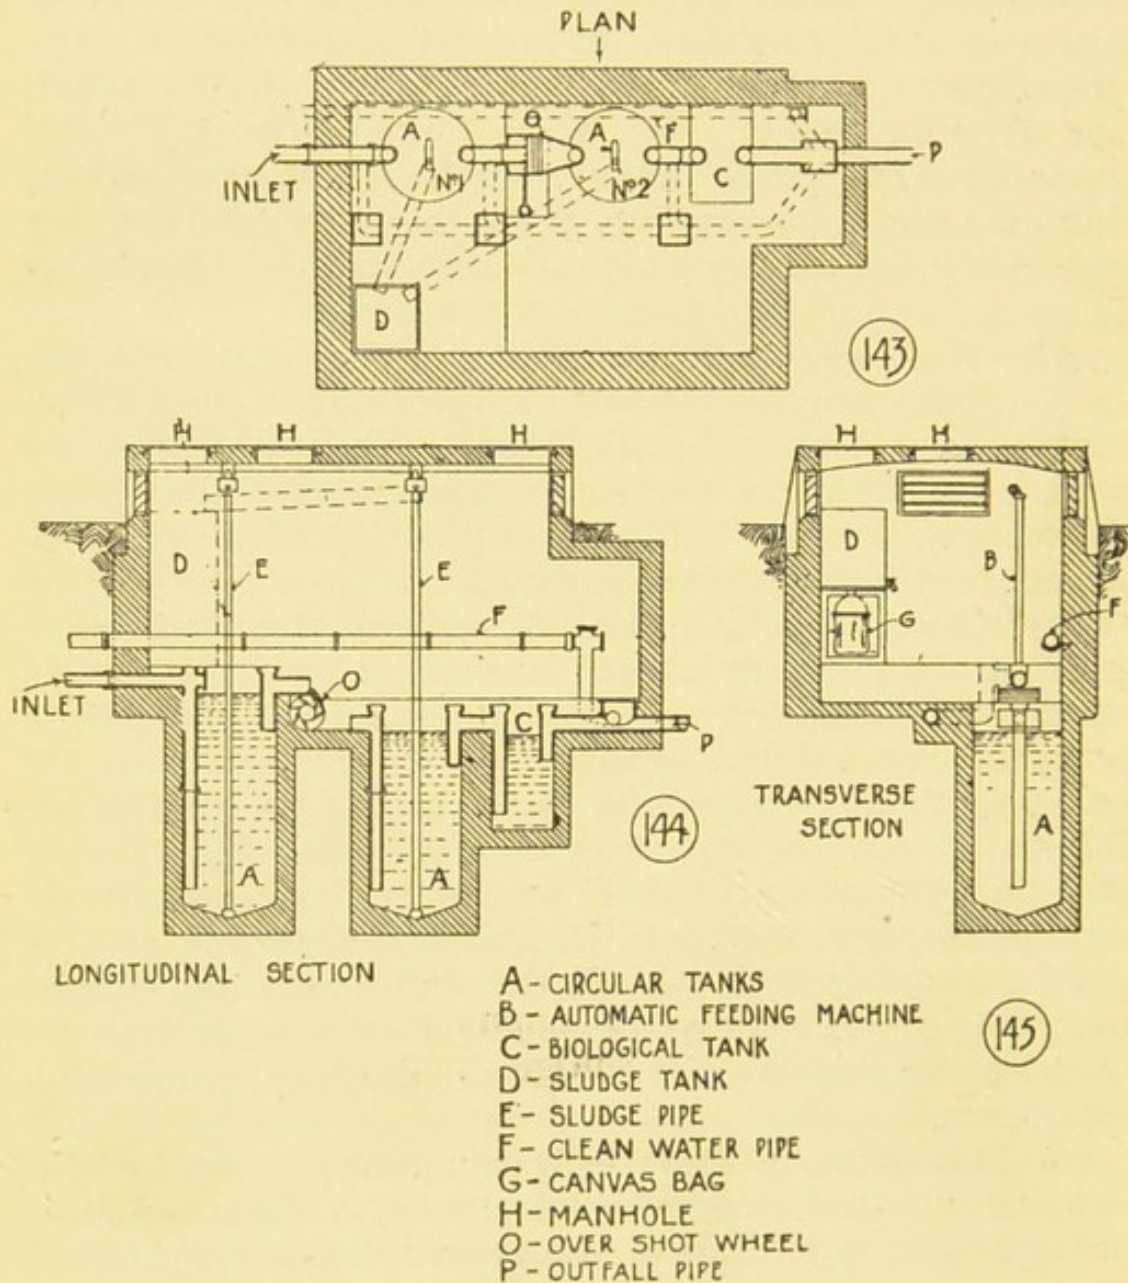 PLAN
A
O
A
F
INLET
Nº1
Nº2
C
P
D
143
H H H
H H
D
E
E
D
B
F
F
G
INLET
O
C
P
A
A
A
144
TRANSVERSE
SECTION
LONGITUDINAL SECTION
145
A - CIRCULAR TANKS
B - AUTOMATIC FEEDING MACHINE
C - BIOLOGICAL TANK
D - SLUDGE TANK
E - SLUDGE PIPE
F - CLEAN WATER PIPE
G - CANVAS BAG
H - MANHOLE
O - OVER SHOT WHEEL
P - OUTFALL PIPE